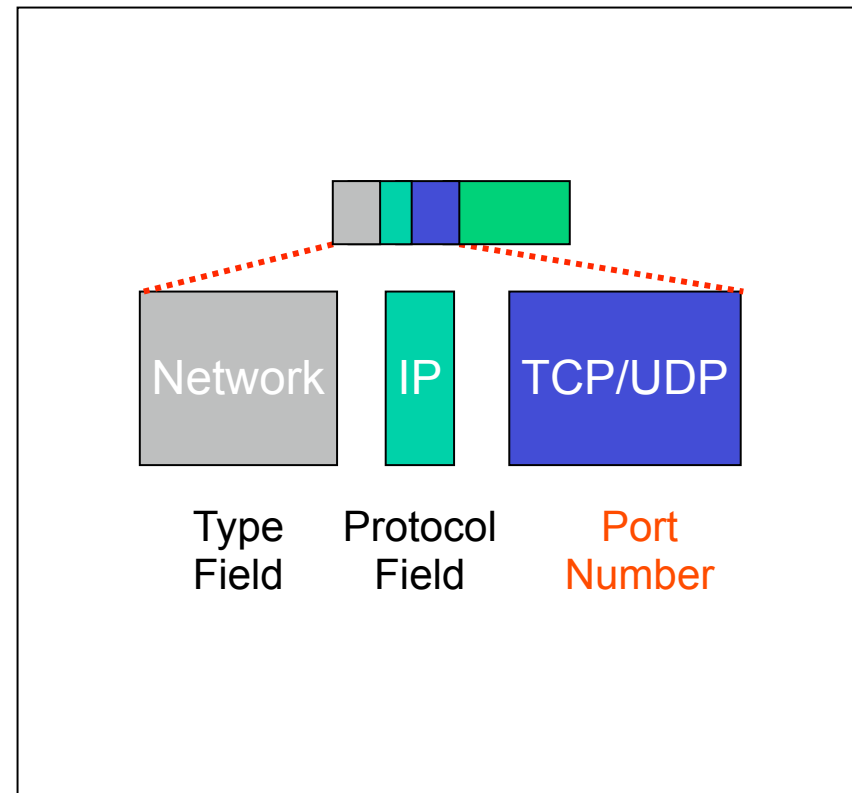 Network IP TCP/UDP
Type Protocol Port
Field Field Number